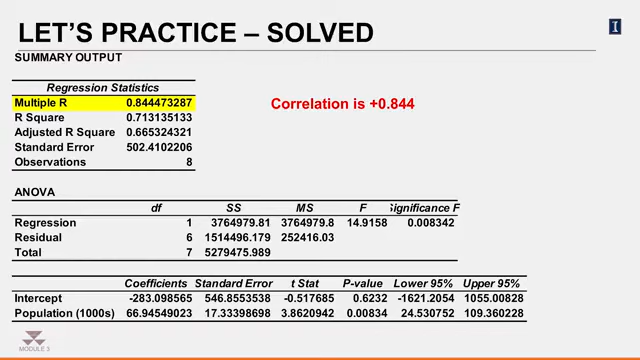 LET'S PRACTICE – SOLVED
I
SUMMARY OUTPUT
Regression Statistics
Multiple R 0.844473287
Correlation is +0.844
R Square 0.713135133
Adjusted R Square 0.665324321
Standard Error 502.4102206
Observations 8
ANOVA
df SS MS F Significance F
Regression 1 3764979.81 3764979.8 14.9158 0.008342
Residual 6 1514496.179 252416.03
Total 7 5279475.989
Coefficients Standard Error t Stat P-value Lower 95% Upper 95%
Intercept -283.098565 546.8553538 -0.517685 0.6232 -1621.2054 1055.00828
Population (1000s) 66.94549023 17.33398698 3.8620942 0.00834 24.530752 109.360228
MODULE 3